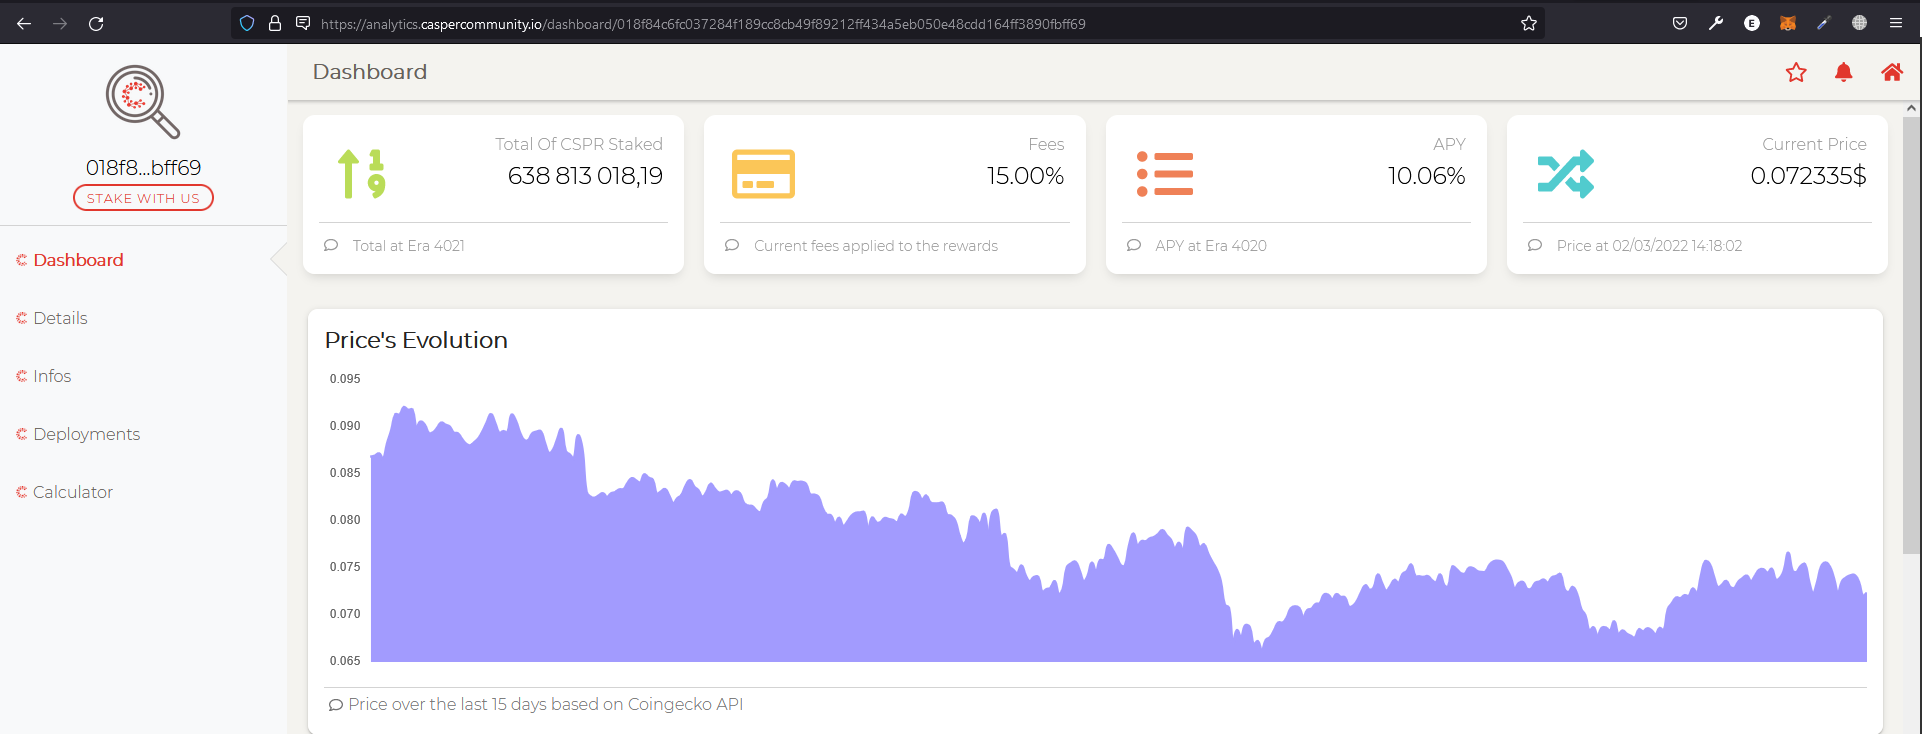 https://analytics.caspercommunity.io/dashboard/018f84c6fc037284f189cc8cb49f89212ff434a5eb050e48cdd164ff3890fbff69
E
018f8...bff69
STAKE WITH US
Dashboard
Details
Infos
Deployments
Calculator
Dashboard
Total Of CSPR Staked
638 813 018,19
Total at Era 4021
Fees
15.00%
Current fees applied to the rewards
APY
10.06%
APY at Era 4020
Current Price
0.072335$
Price at 02/03/2022 14:18:02
Price's Evolution
0.095
0.090
0.085
0.080
0.075
0.070
0.065
Price over the last 15 days based on Coingecko API